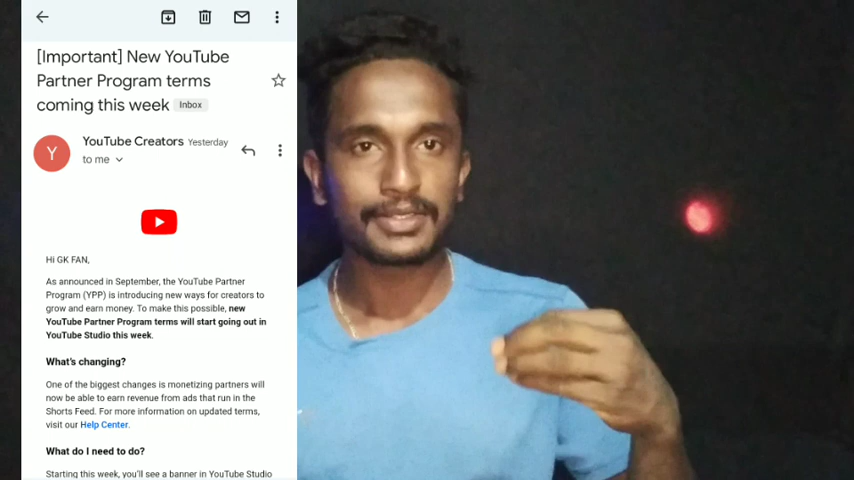 [Important] New YouTube
Partner Program terms
coming this week Inbox
Y
YouTube Creators Yesterday
to me
Hi GK FAN,
As announced in September, the YouTube Partner
Program (YPP) is introducing new ways for creators to
grow and earn money. To make this possible, new
YouTube Partner Program terms will start going out in
YouTube Studio this week.
What's changing?
One of the biggest changes is monetizing partners will
now be able to earn revenue from ads that run in the
Shorts Feed. For more information on updated terms,
visit our Help Center.
What do I need to do?
Starting this week, you'll see a banner in YouTube Studio